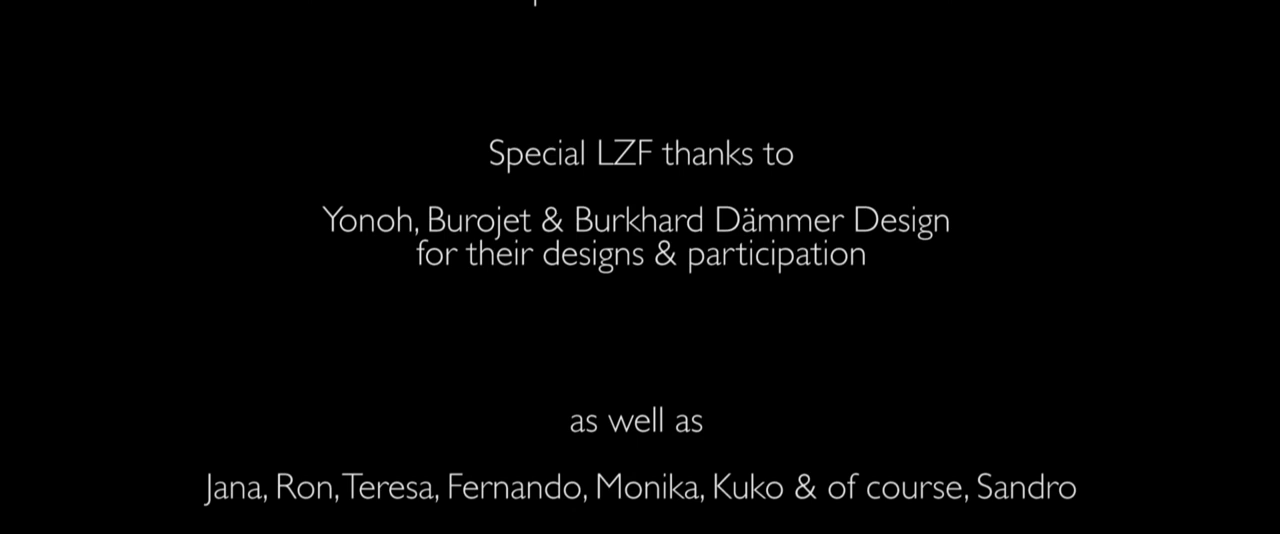 Special LZF thanks to
Yonoh, Burojet & Burkhard Dämmer Design
for their designs & participation
as well as
Jana, Ron, Teresa, Fernando, Monika, Kuko & of course, Sandro